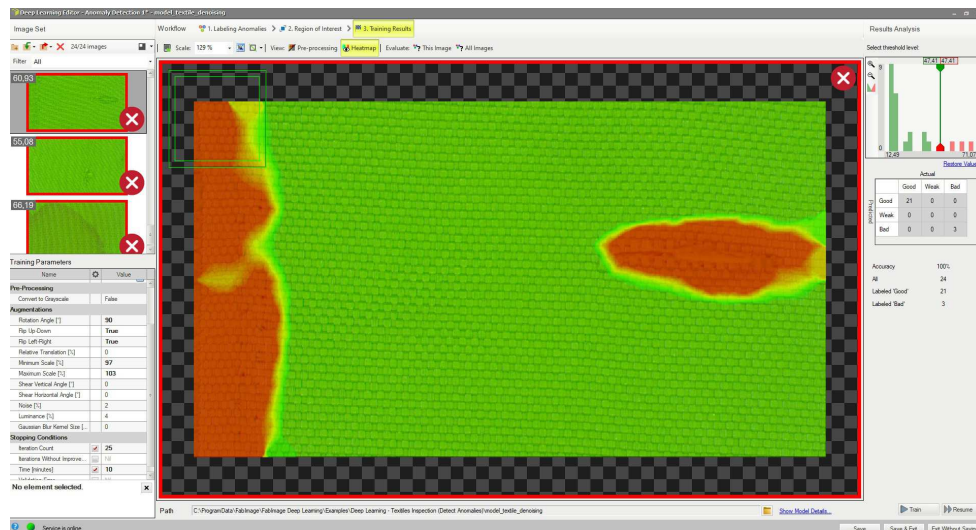 Deep Learning Editor - Anomaly Detection 1* - model_textile_denoising
Image Set
Workflow 1. Labeling Anomalies 2. Region of Interest 3. Training Results
Results Analysis
24/24 images
Scale: 129 % View: Pre-processing Heatmap Evaluate: This Image All Images
Select threshold level:
Filter All
60,93
55,08
66,19
47,41 47,41
9
0
12,49 71,07
Restore Value
Actual
Good Weak Bad
Predicted
Good 21 0 0
Weak 0 0 0
Bad 0 0 3
Accuracy 100%
All 24
Labeled 'Good' 21
Labeled 'Bad' 3
Training Parameters
Name Value
Pre-Processing
Convert to Grayscale False
Augmentations
Rotation Angle [°] 90
Flip Up-Down True
Flip Left-Right True
Relative Translation [%] 0
Minimum Scale [%] 97
Maximum Scale [%] 103
Shear Vertical Angle [°] 0
Shear Horizontal Angle [°] 0
Noise [%] 2
Luminance [%] 4
Gaussian Blur Kernel Size [...] 0
Stopping Conditions
Iteration Count 25
Iterations Without Improve... Nil
Time [minutes] 10
No element selected.
Path C:\ProgramData\FabImage\FabImage Deep Learning\Examples\Deep Learning - Textiles Inspection (Detect Anomalies)\model_textile_denoising
Show Model Details...
Train Resume
Service is online
Save Save & Exit Exit Without Saving